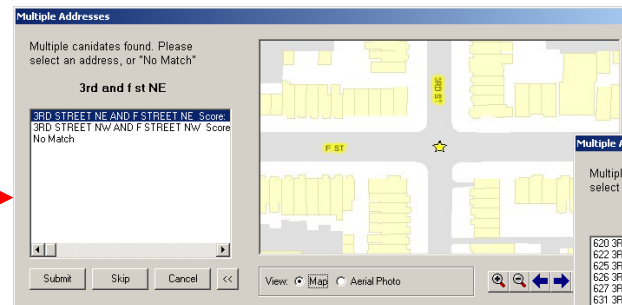 Multiple Addresses
Multiple canidates found. Please
select an address, or "No Match"
3rd and f st NE
3RD STREET NE AND F STREET NE Score:
3RD STREET NW AND F STREET NW Score
No Match
Submit
Skip
Cancel
<<
3RD ST
F ST
View:
Map
Aerial Photo
Multiple A
Multipl
select
620 3R
622 3R
625 3R
626 3R
627 3R
631 3R